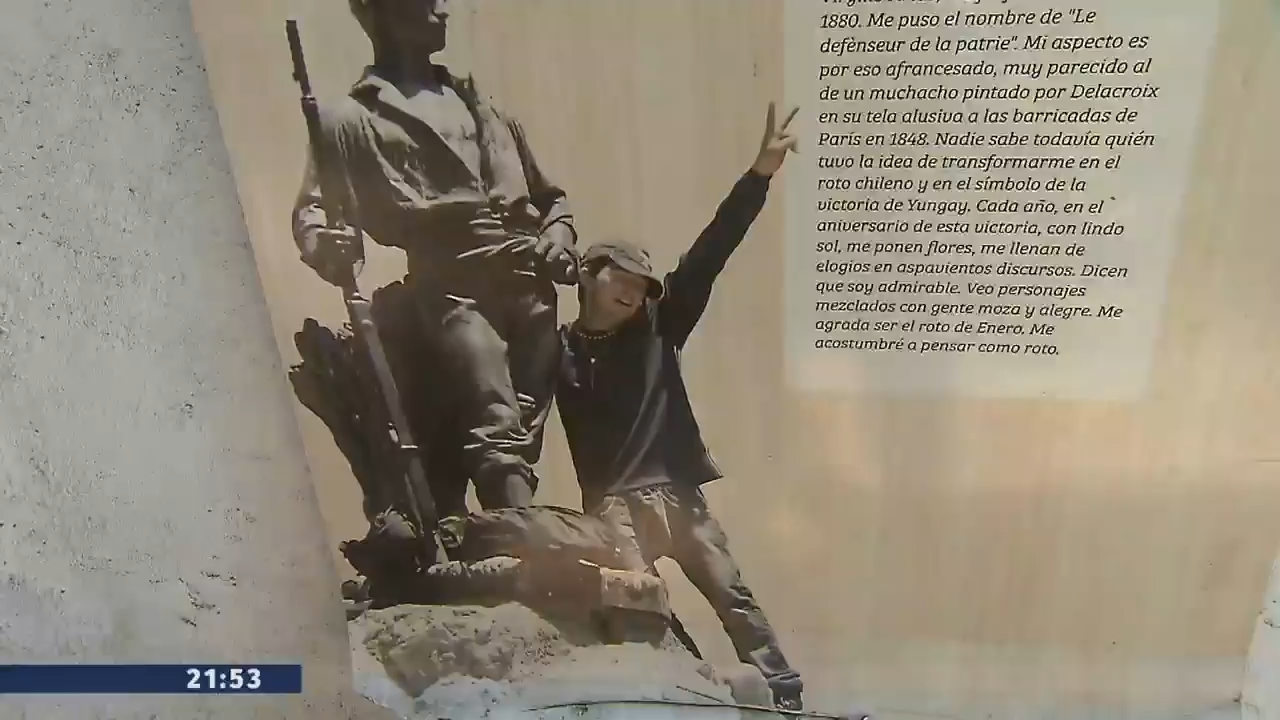 1880. Me puso el nombre de "Le
defènseur de la patrie". Mi aspecto es
por eso afrancesado, muy parecido al
de un muchacho pintado por Delacroix
en su tela alusiva a las barricadas de
París en 1848. Nadie sabe todavía quién
tuvo la idea de transformarme en el
roto chileno y en el símbolo de la
victoria de Yungay. Cada año, en el
aniversario de esta victoria, con lindo
sol, me ponen flores, me llenan de
elogios en aspavientos discursos. Dicen
que soy admirable. Veo personajes
mezclados con gente moza y alegre. Me
agrada ser el roto de Enero. Me
acostumbré a pensar como roto.
21:53